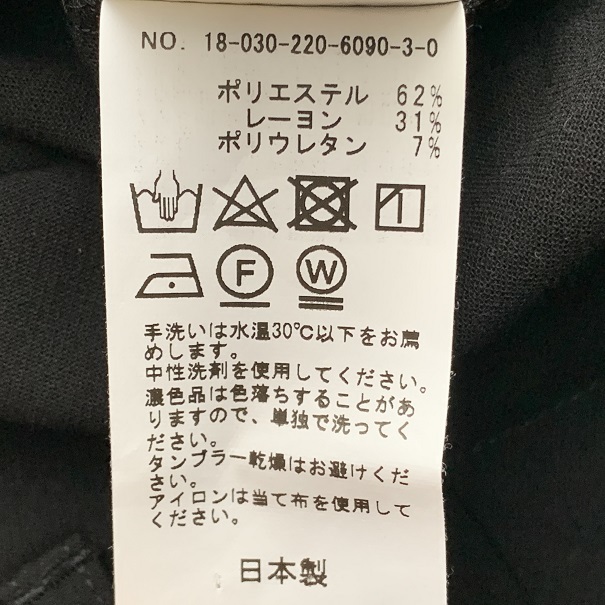 NO. 18-030-220-6090-3-0
ポリエステル 62%
レーヨン 31%
ポリウレタン 7%
F W
手洗いは水温30℃以下をお薦
めします。
中性洗剤を使用してください。
濃色品は色落ちすることがあ
りますので、単独で洗ってく
ださい。
タンブラー乾燥はお避けくだ
さい。
アイロンは当て布を使用して
ください。
日本製